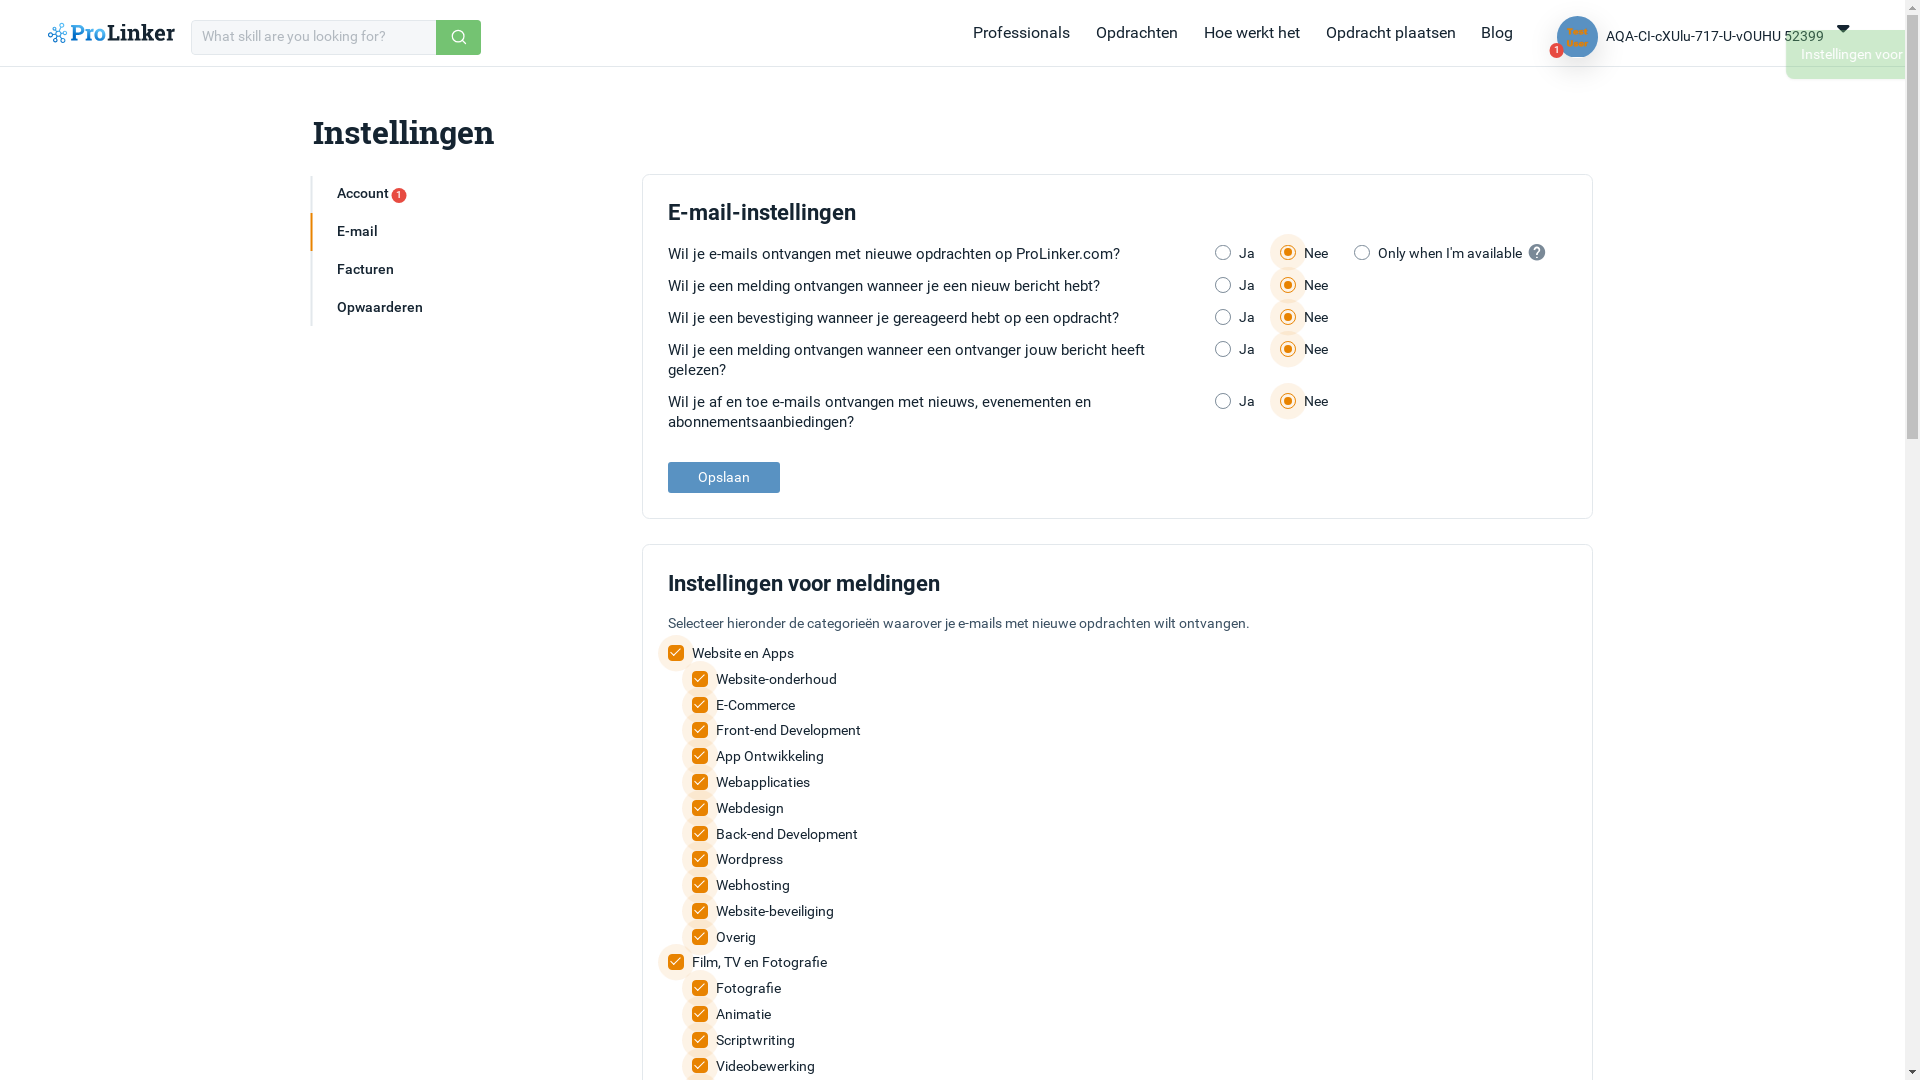 ProLinker
What skill are you looking for?
Professionals
Opdrachten
Hoe werkt het
Opdracht plaatsen
Blog
1
AQA-CI-cXUlu-717-U-vOUHU 52399
Instellingen voor
Instellingen
Account 1
E-mail
Facturen
Opwaarderen
E-mail-instellingen
Wil je e-mails ontvangen met nieuwe opdrachten op ProLinker.com? Ja Nee Only when I'm available ?
Wil je een melding ontvangen wanneer je een nieuw bericht hebt? Ja Nee
Wil je een bevestiging wanneer je gereageerd hebt op een opdracht? Ja Nee
Wil je een melding ontvangen wanneer een ontvanger jouw bericht heeft Ja Nee
gelezen?
Wil je af en toe e-mails ontvangen met nieuws, evenementen en Ja Nee
abonnementsaanbiedingen?
Opslaan
Instellingen voor meldingen
Selecteer hieronder de categorieën waarover je e-mails met nieuwe opdrachten wilt ontvangen.
Website en Apps
Website-onderhoud
E-Commerce
Front-end Development
App Ontwikkeling
Webapplicaties
Webdesign
Back-end Development
Wordpress
Webhosting
Website-beveiliging
Overig
Film, TV en Fotografie
Fotografie
Animatie
Scriptwriting
Videobewerking